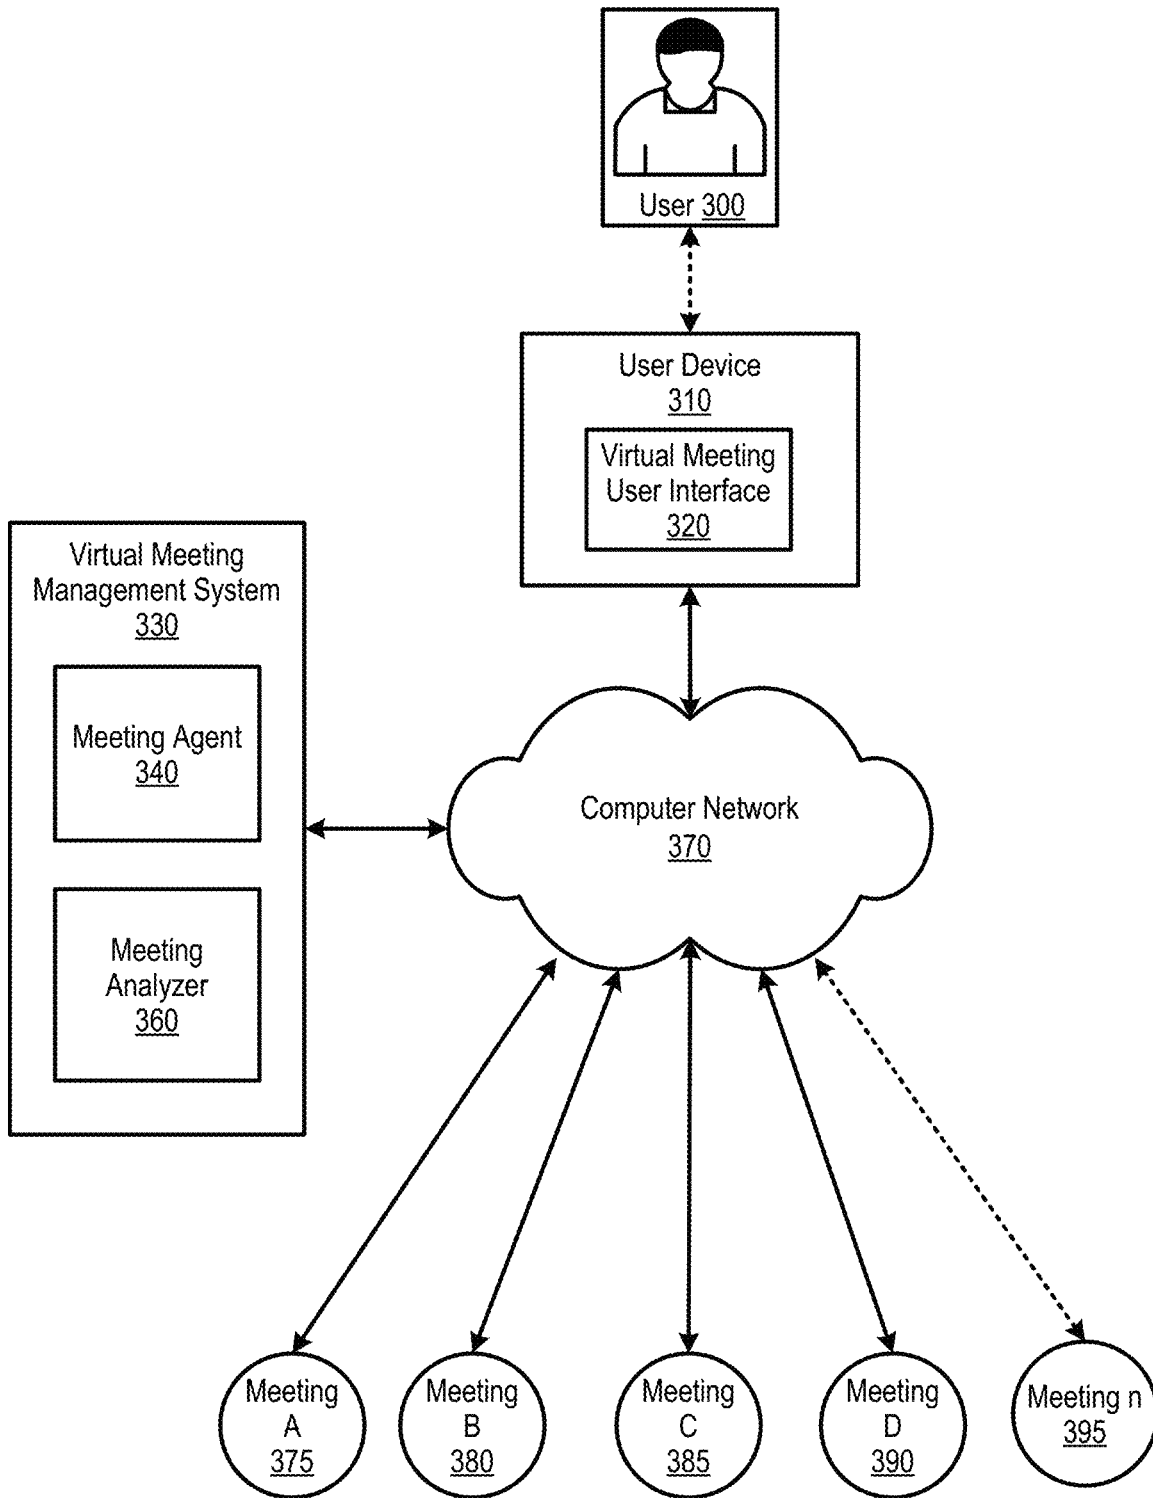 User 300
User Device
310
Virtual Meeting
User Interface
320
Virtual Meeting
Management System
330
Meeting Agent
340
Meeting
Analyzer
360
Computer Network
370
Meeting
A
375
Meeting
B
380
Meeting
C
385
Meeting
D
390
Meeting n
395